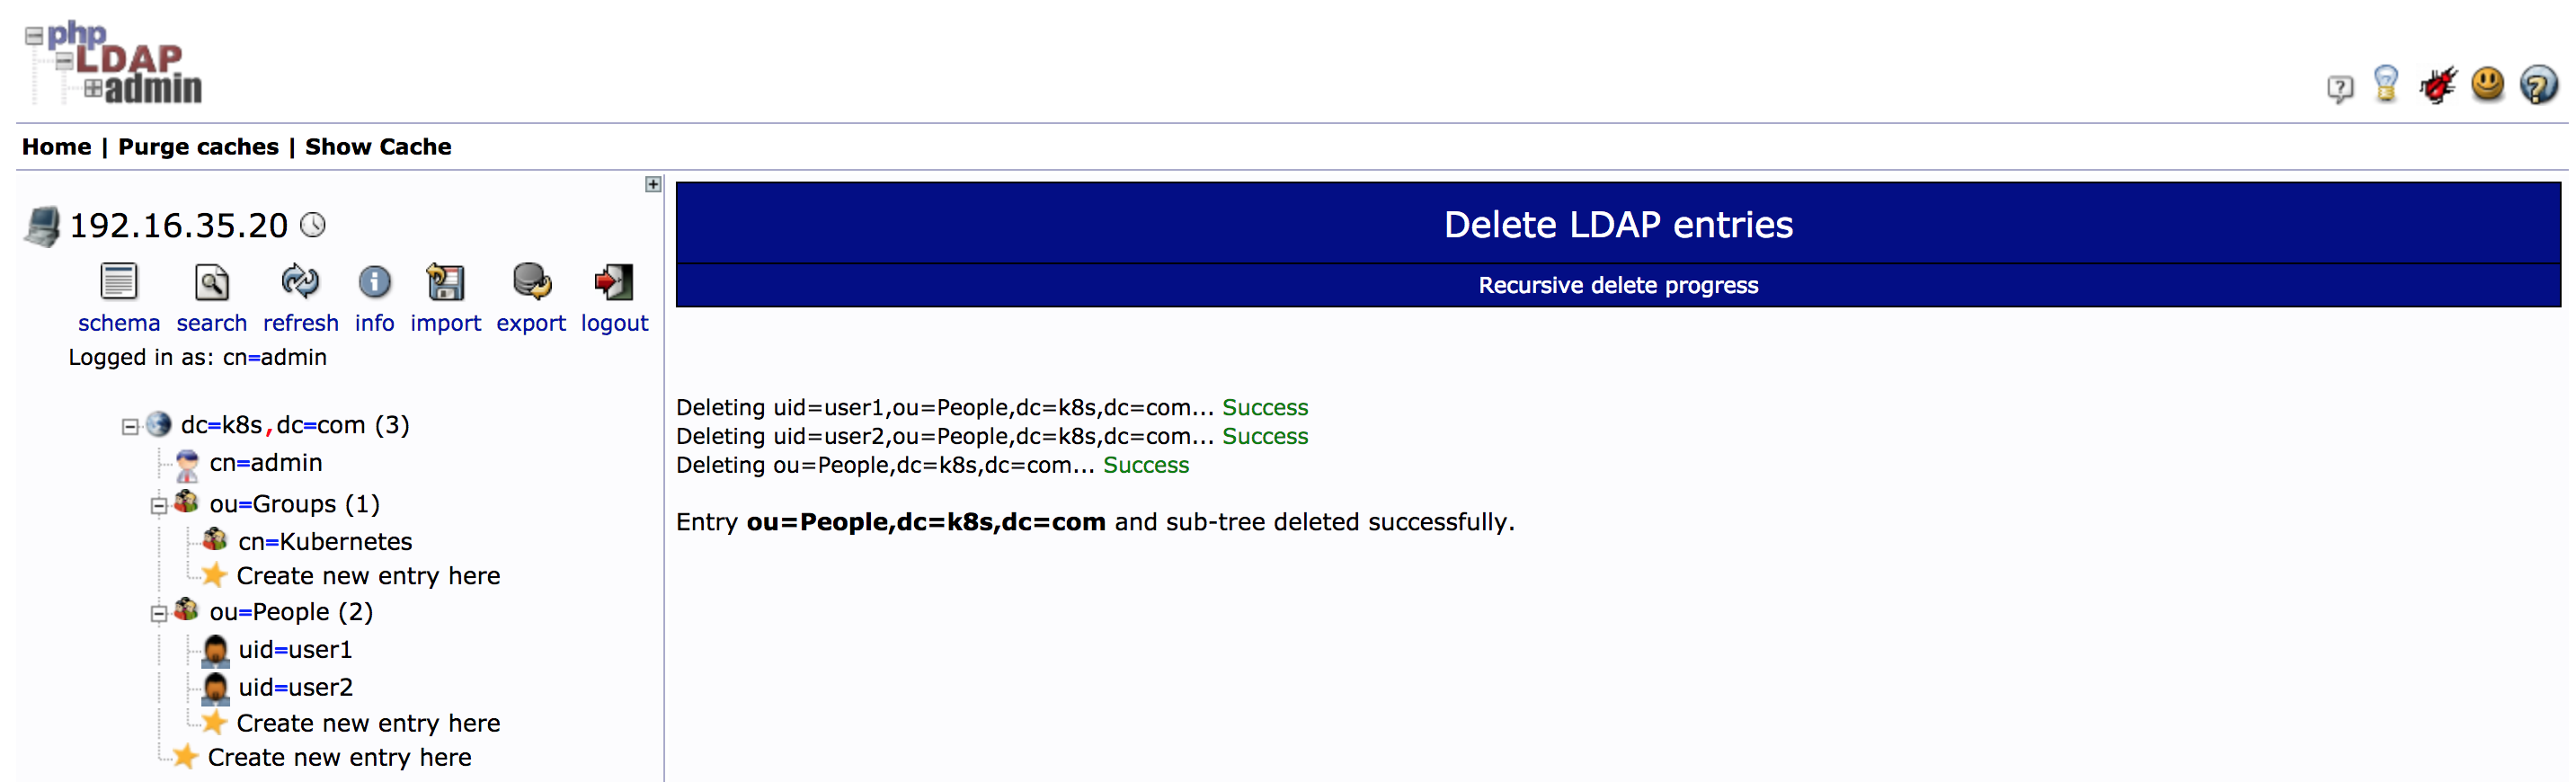 php
LDAP
admin
Home | Purge caches | Show Cache
192.16.35.20
schema search refresh info import export logout
Logged in as: cn=admin
dc=k8s,dc=com (3)
cn=admin
ou=Groups (1)
cn=Kubernetes
Create new entry here
ou=People (2)
uid=user1
uid=user2
Create new entry here
Create new entry here
Delete LDAP entries
Recursive delete progress
Deleting uid=user1,ou=People,dc=k8s,dc=com... Success
Deleting uid=user2,ou=People,dc=k8s,dc=com... Success
Deleting ou=People,dc=k8s,dc=com... Success
Entry ou=People,dc=k8s,dc=com and sub-tree deleted successfully.